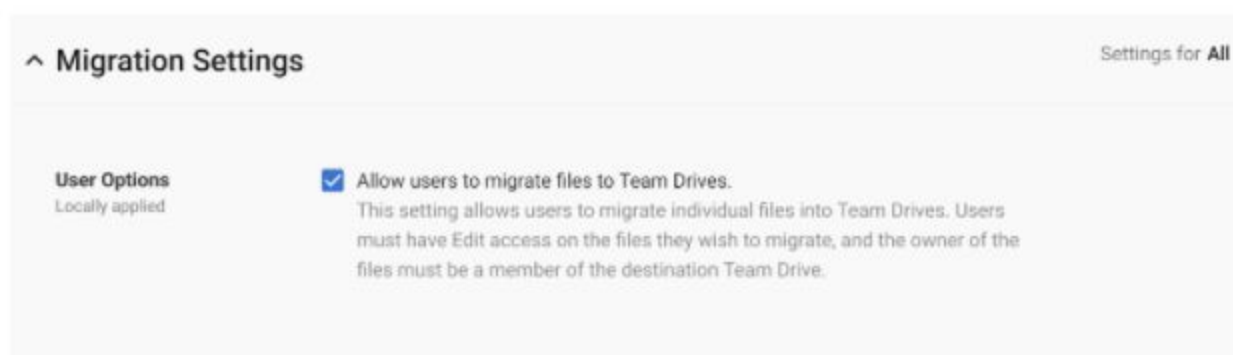 Migration Settings
Settings for All
User Options
Locally applied
Allow users to migrate files to Team Drives.
This setting allows users to migrate individual files into Team Drives. Users
must have Edit access on the files they wish to migrate, and the owner of the
files must be a member of the destination Team Drive.